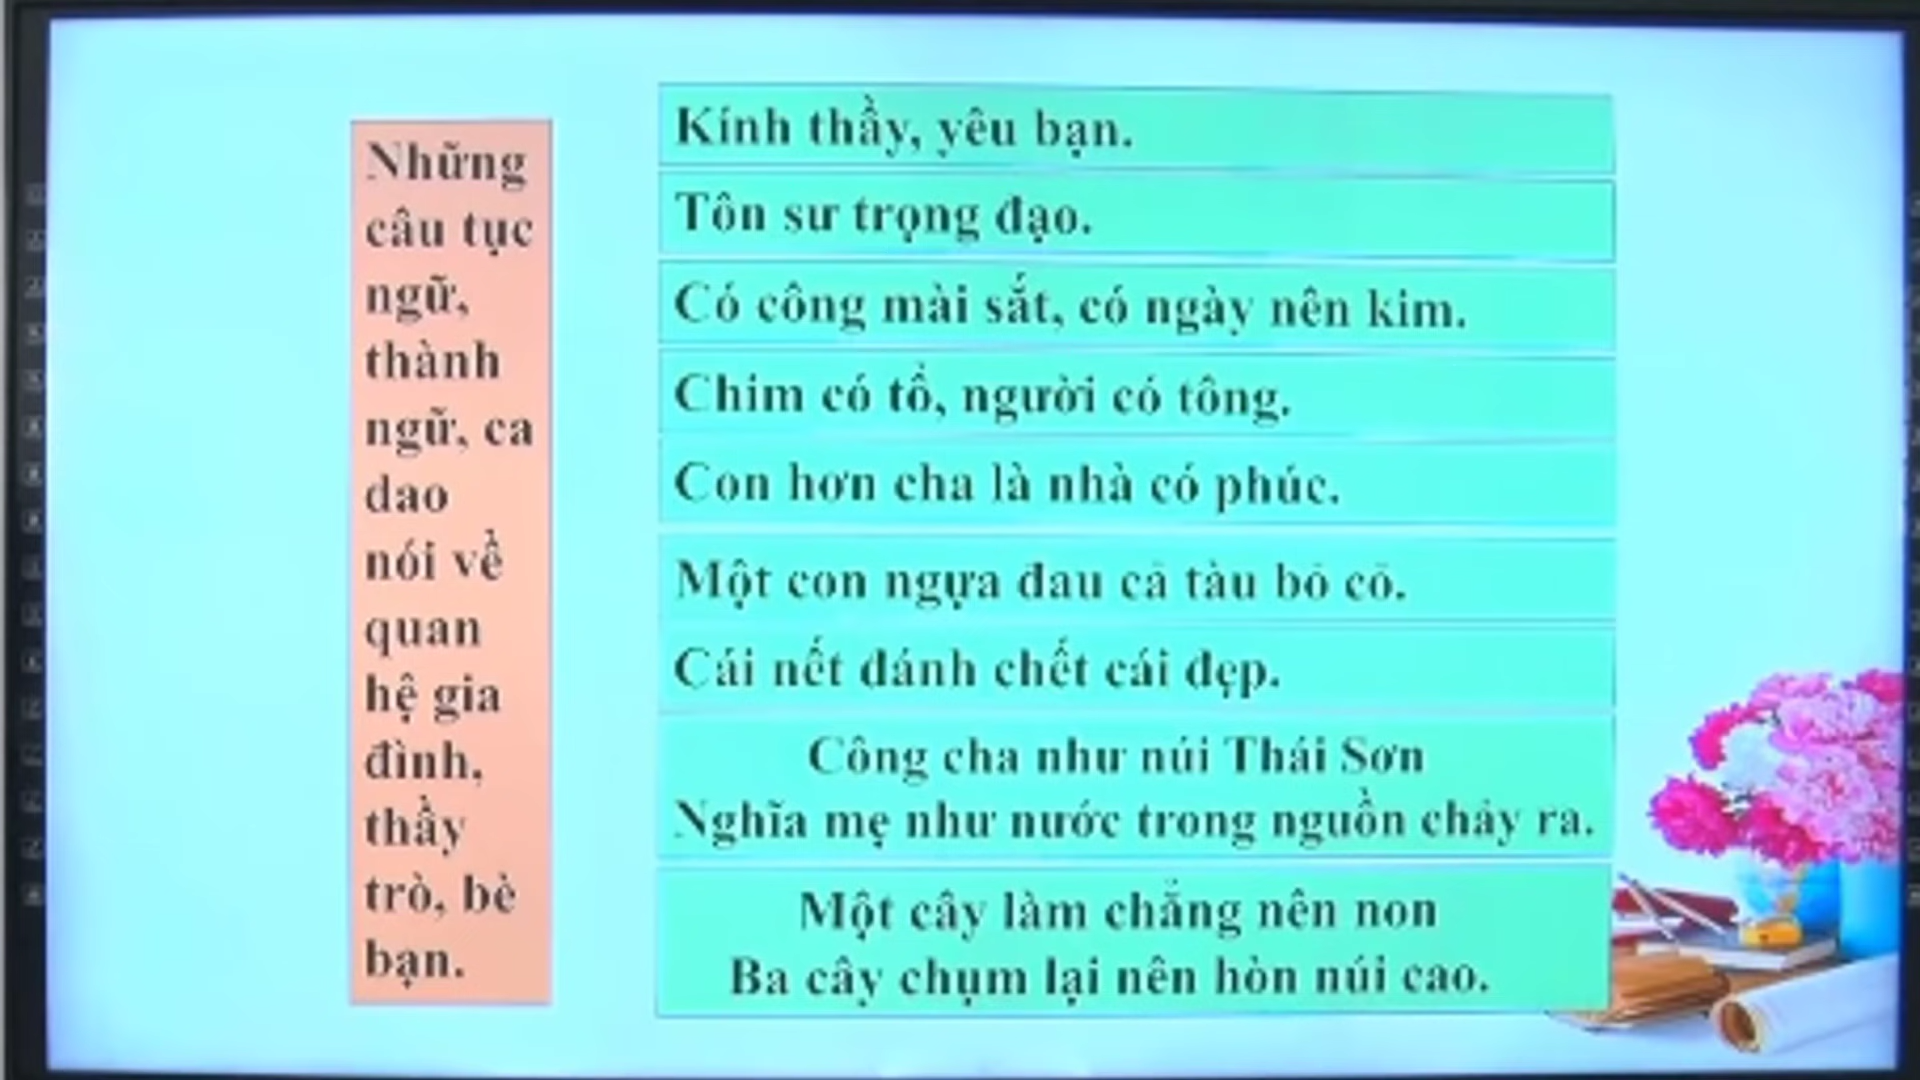 Những
câu tục
ngữ,
thành
ngữ, ca
dao
nói về
quan
hệ gia
đình,
thầy
trò, bè
bạn.
Kính thầy, yêu bạn.
Tôn sư trọng đạo.
Có công mài sắt, có ngày nên kim.
Chim có tổ, người có tông.
Con hơn cha là nhà có phúc.
Một con ngựa đau cả tàu bỏ cỏ.
Cái nết đánh chết cái đẹp.
Công cha như núi Thái Sơn
Nghĩa mẹ như nước trong nguồn chảy ra.
Một cây làm chẳng nên non
Ba cây chụm lại nên hòn núi cao.